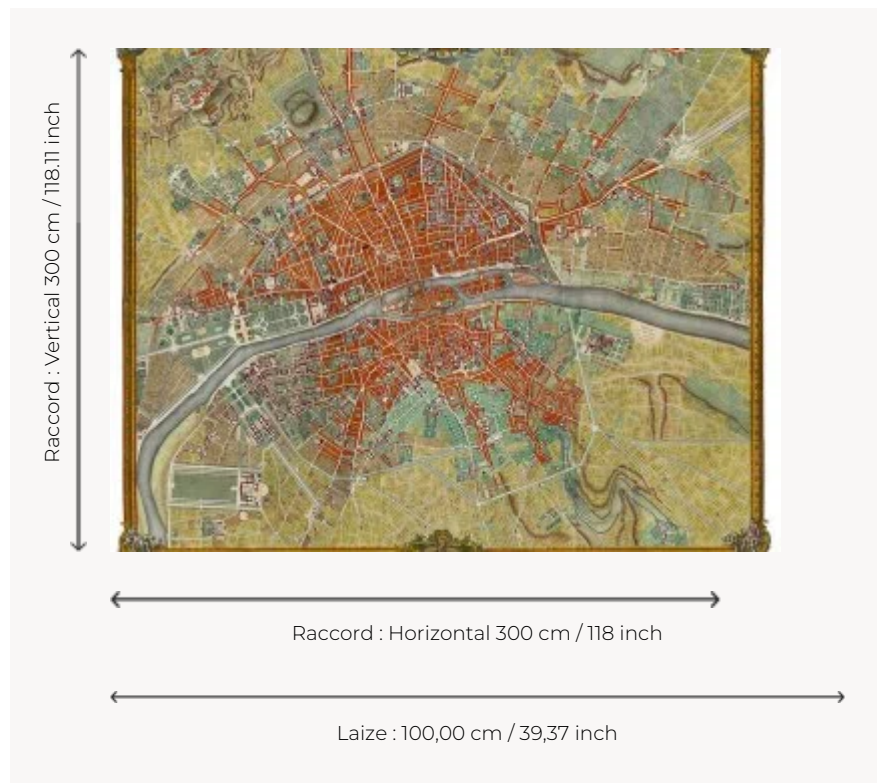 Raccord : Vertical 300 cm / 118.11 inch
Raccord : Horizontal 300 cm / 118 inch
Laize : 100,00 cm / 39,37 inch